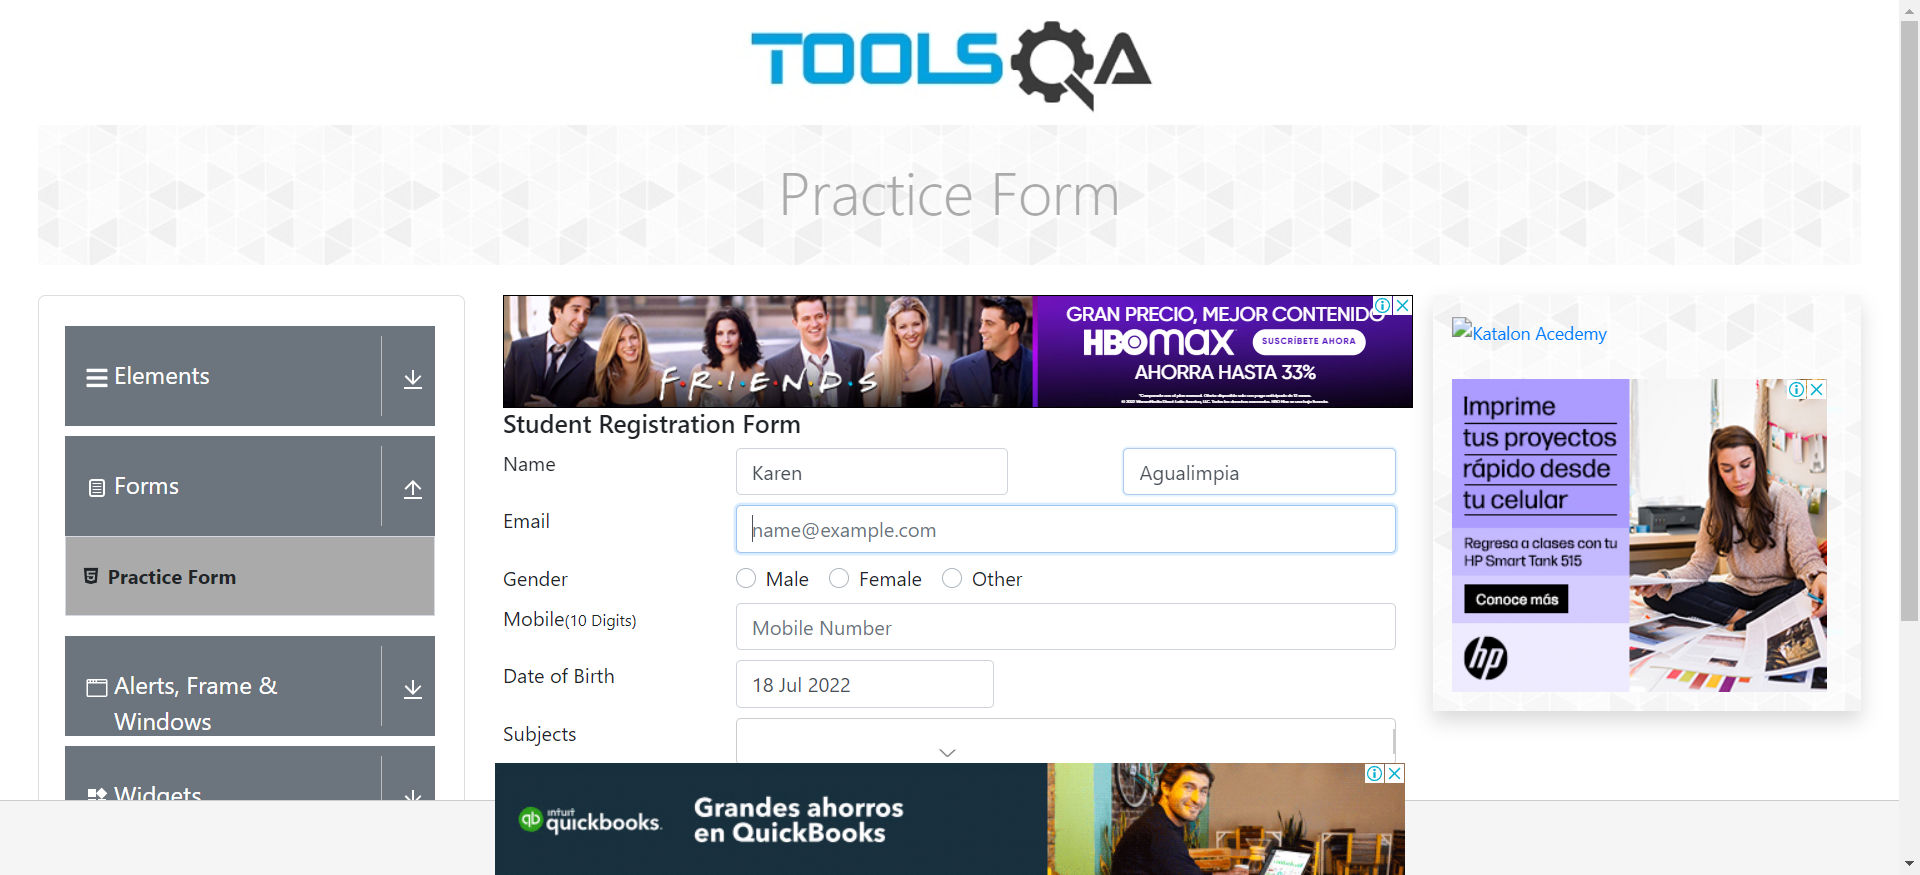 TOOLSQA
Practice Form
Elements
Forms
Practice Form
Alerts, Frame &
Windows
Widgets
F·R·I·E·N·D·S
GRAN PRECIO, MEJOR CONTENIDO
HBOMAX
SUSCRÍBETE AHORA
AHORRA HASTA 33%
Student Registration Form
Name
Karen
Agualimpia
Email
name@example.com
Gender
Male
Female
Other
Mobile(10 Digits)
Mobile Number
Date of Birth
18 Jul 2022
Subjects
Katalon Acedemy
Imprime
tus proyectos
rápido desde
tu celular
Regresa a clases con tu
HP Smart Tank 515
Conoce más
hp
qb
intuit
quickbooks.
Grandes ahorros
en QuickBooks